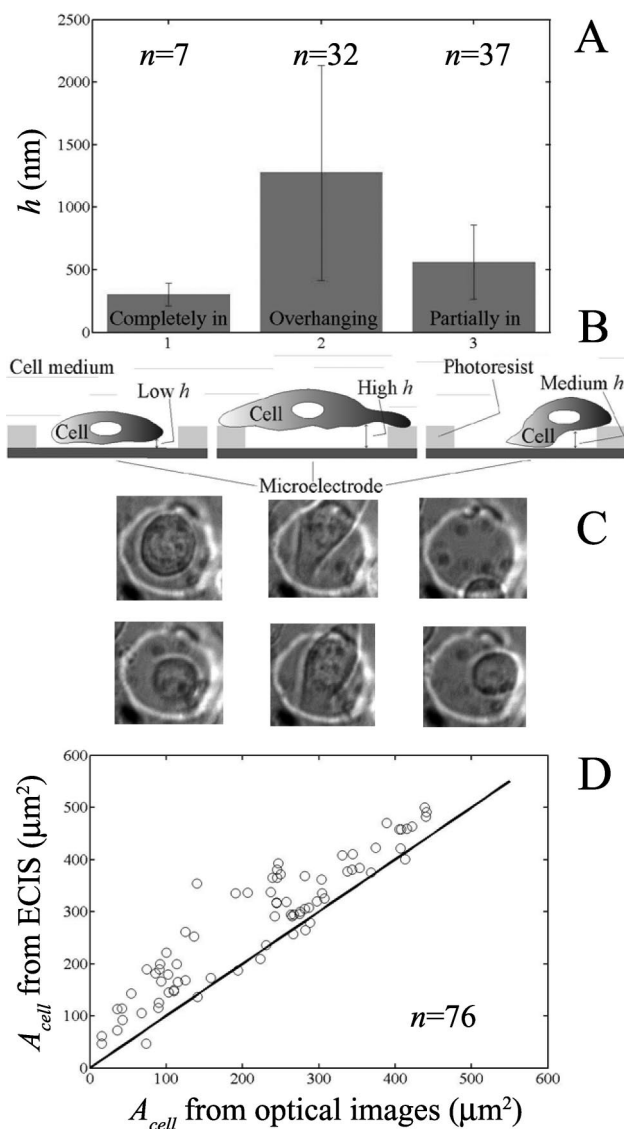 A
2500
2000
1500
1000
500
0
h (nm)
n=7
n=32
n=37
Completely in
Overhanging
Partially in
1
2
3
B
Cell medium
Low h
Cell
High h
Cell
Photoresist
Medium h
Cell
Microelectrode
C
D
600
500
400
300
200
100
0
A_cell from ECIS (μm²)
n=76
0 100 200 300 400 500 600
A_cell from optical images (μm²)